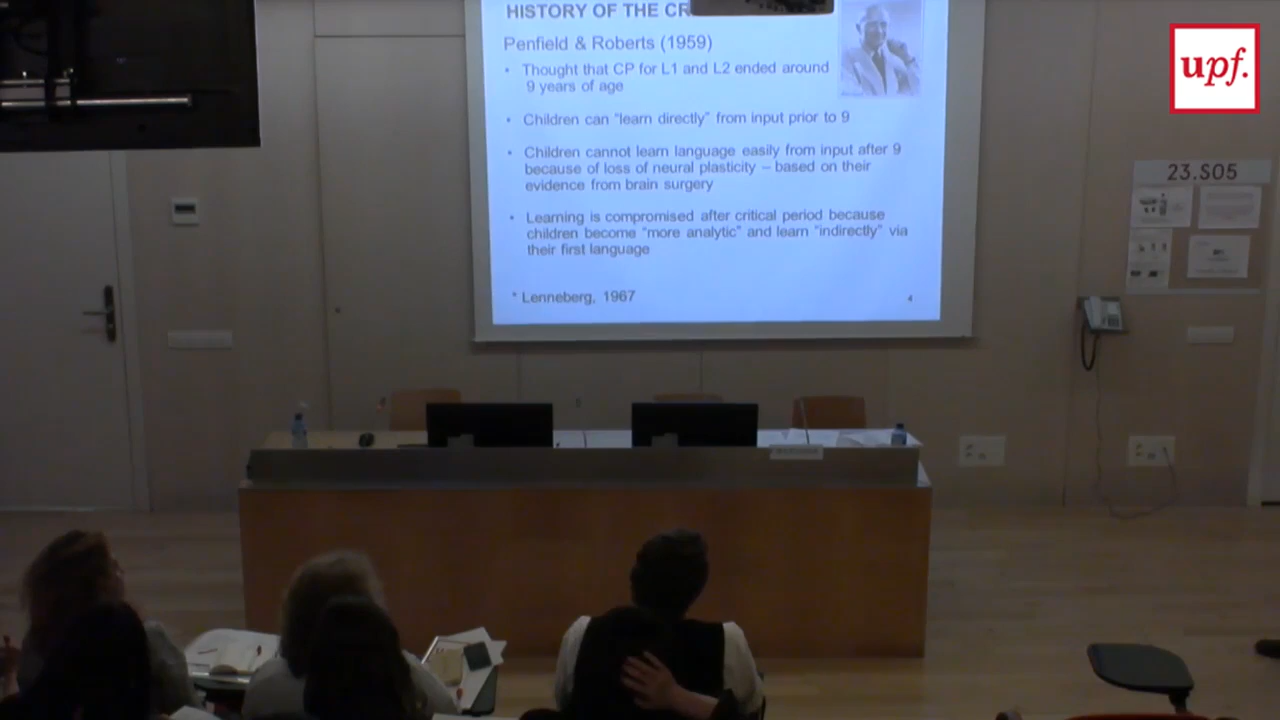 HISTORY OF THE CR
Penfield & Roberts (1959)
• Thought that CP for L1 and L2 ended around
9 years of age
• Children can "learn directly" from input prior to 9
• Children cannot learn language easily from input after 9
because of loss of neural plasticity – based on their
evidence from brain surgery
• Learning is compromised after critical period because
children become "more analytic" and learn "indirectly" via
their first language
* Lenneberg, 1967
4
upf.
23.S05